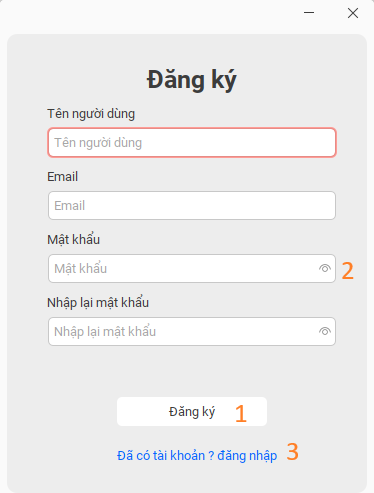 Đăng ký
Tên người dùng
Tên người dùng
Email
Email
Mật khẩu
Mật khẩu 2
Nhập lại mật khẩu
Nhập lại mật khẩu
Đăng ký 1
Đã có tài khoản ? đăng nhập 3